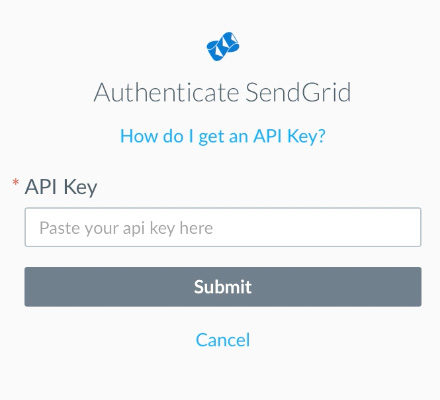 Authenticate SendGrid
How do I get an API Key?
* API Key
Paste your api key here
Submit
Cancel